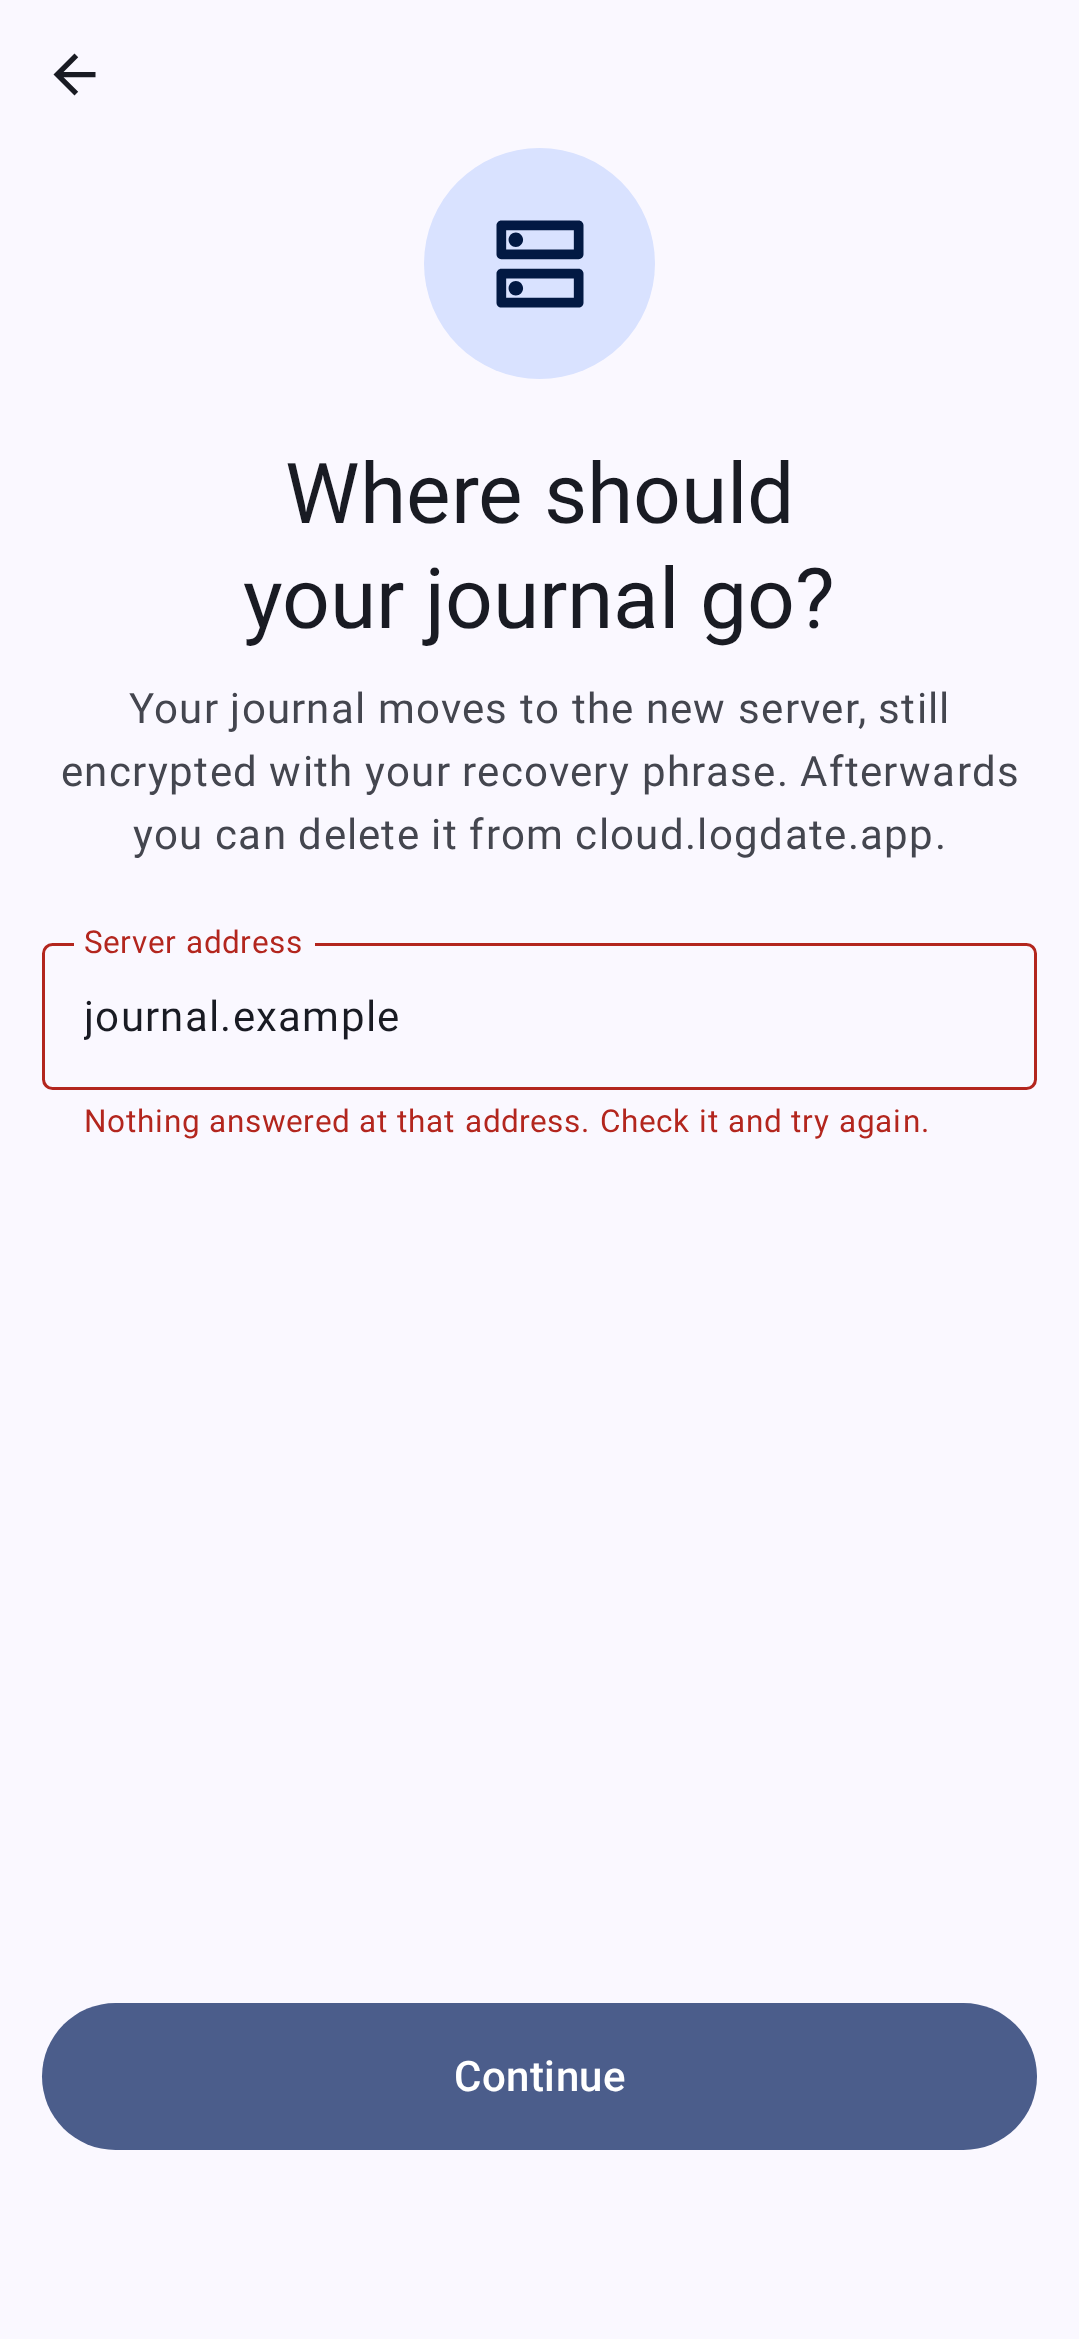 Where should
your journal go?
Your journal moves to the new server, still
encrypted with your recovery phrase. Afterwards
you can delete it from cloud.logdate.app.
Server address
journal.example
Nothing answered at that address. Check it and try again.
Continue